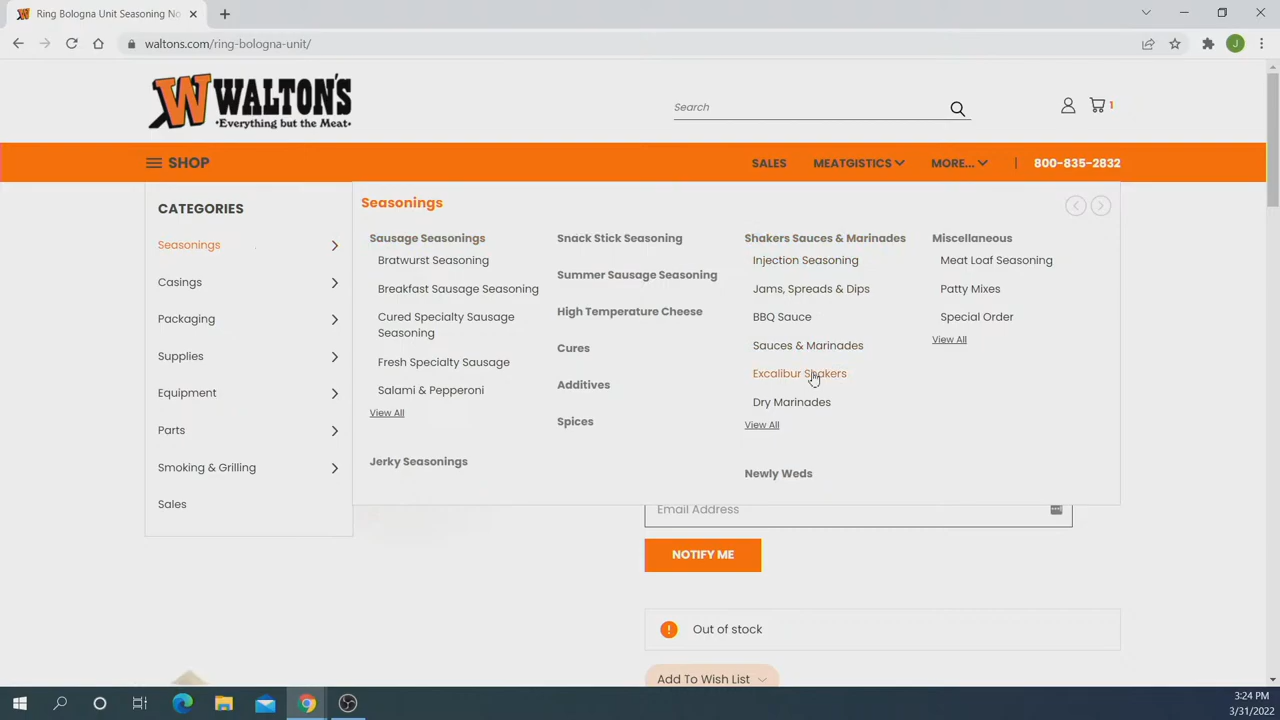 Ring Bologna Unit Seasoning No
waltons.com/ring-bologna-unit/
J
WALTON'S
•Everything but the Meat•
Search
1
SHOP
SALES
MEATGISTICS
MORE...
|
800-835-2832
CATEGORIES
Seasonings
Casings
Packaging
Supplies
Equipment
Parts
Smoking & Grilling
Sales
Seasonings
Sausage Seasonings
Bratwurst Seasoning
Breakfast Sausage Seasoning
Cured Specialty Sausage
Seasoning
Fresh Specialty Sausage
Salami & Pepperoni
View All
Jerky Seasonings
Snack Stick Seasoning
Summer Sausage Seasoning
High Temperature Cheese
Cures
Additives
Spices
Shakers Sauces & Marinades
Injection Seasoning
Jams, Spreads & Dips
BBQ Sauce
Sauces & Marinades
Excalibur Shakers
Dry Marinades
View All
Newly Weds
Miscellaneous
Meat Loaf Seasoning
Patty Mixes
Special Order
View All
Email Address
NOTIFY ME
Out of stock
Add To Wish List
3:24 PM
3/31/2022